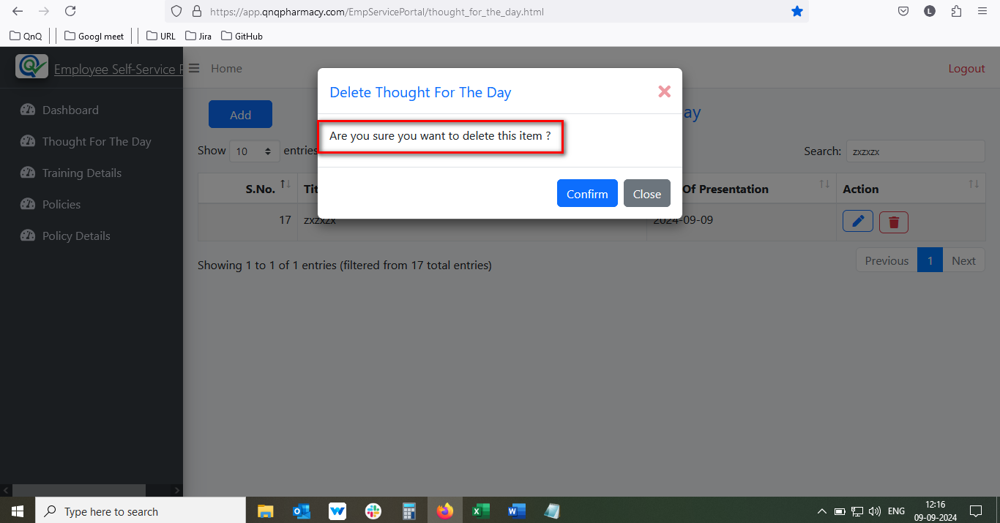 https://app.qnqpharmacy.com/EmpServicePortal/thought_for_the_day.html
L
QnQ
Googl meet
URL
Jira
GitHub
Employee Self-Service
Home
Logout
Delete Thought For The Day
Are you sure you want to delete this item ?
Confirm
Close
Dashboard
Thought For The Day
Training Details
Policies
Policy Details
Add
ay
Show 10 entries
Search: zxzxzx
S.No.
Tit
Of Presentation
Action
17
zxzxzx
2024-09-09
Showing 1 to 1 of 1 entries (filtered from 17 total entries)
Previous 1 Next
Type here to search
ENG
12:16
09-09-2024